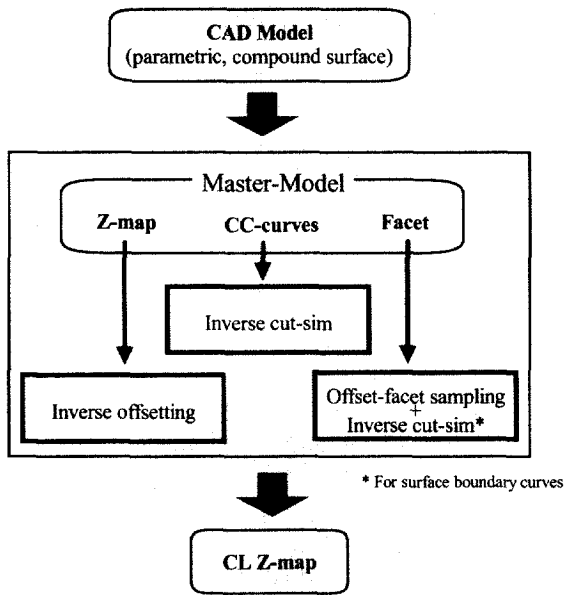 CAD Model
(parametric, compound surface)
Master-Model
Z-map CC-curves Facet
Inverse cut-sim
Inverse offsetting
Offset-facet sampling
+
Inverse cut-sim*
* For surface boundary curves
CL Z-map